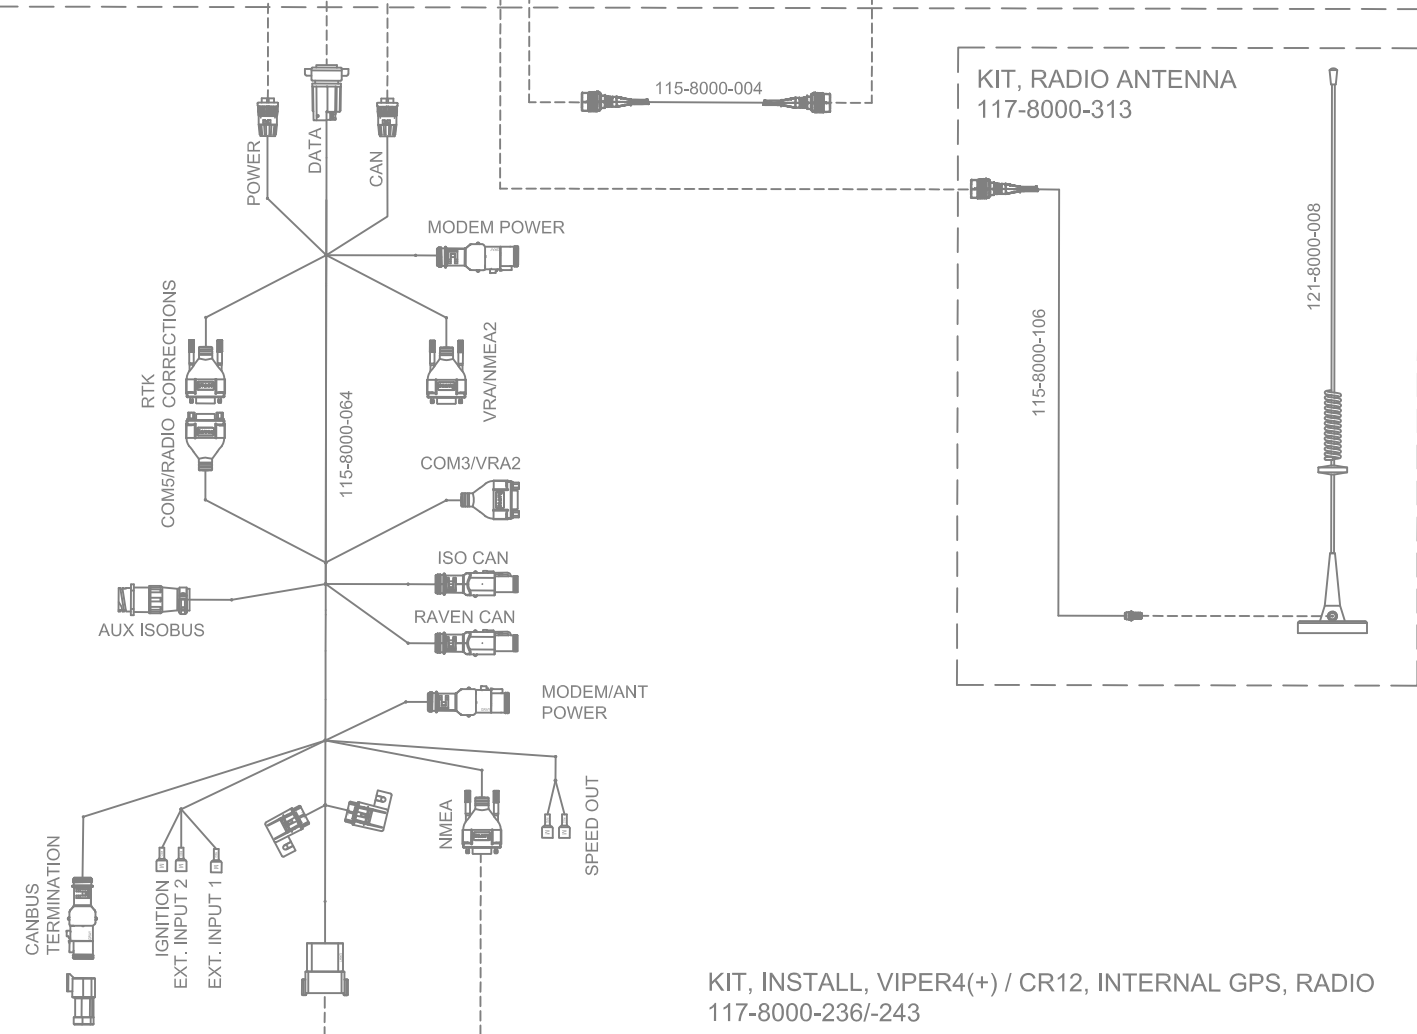 115-8000-004
KIT, RADIO ANTENNA
117-8000-313
POWER
DATA
CAN
MODEM POWER
121-8000-008
RTK
CORRECTIONS
VRA/NMEA2
115-8000-106
115-8000-064
COM5/RADIO
COM3/VRA2
ISO CAN
AUX ISOBUS
RAVEN CAN
MODEM/ANT
POWER
NMEA
SPEED OUT
CANBUS
TERMINATION
IGNITION
EXT. INPUT 2
EXT. INPUT 1
KIT, INSTALL, VIPER4(+) / CR12, INTERNAL GPS, RADIO
117-8000-236/-243